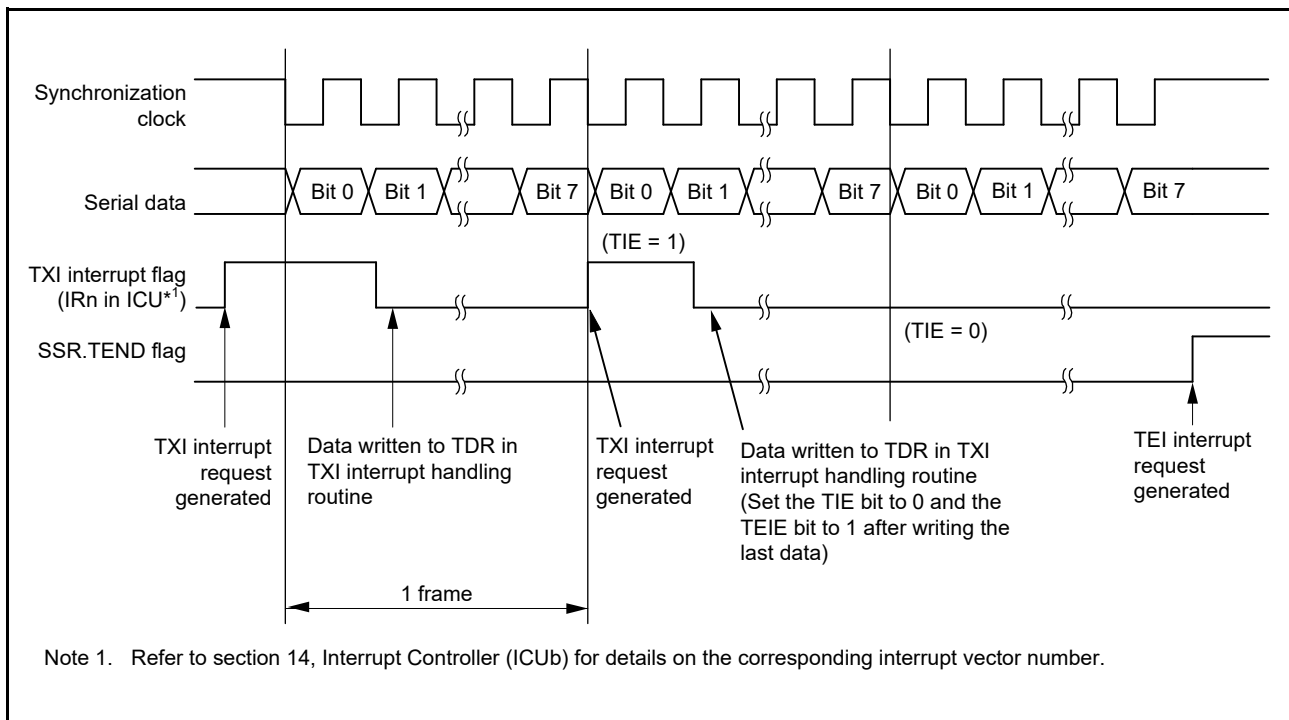 Synchronization
clock
Serial data
Bit 0 Bit 1 Bit 7 Bit 0 Bit 1 Bit 7 Bit 0 Bit 1 Bit 7
(TIE = 1)
TXI interrupt flag
(IRn in ICU*1)
(TIE = 0)
SSR.TEND flag
TXI interrupt
request
generated
Data written to TDR in
TXI interrupt handling
routine
TXI interrupt
request
generated
Data written to TDR in TXI
interrupt handling routine
(Set the TIE bit to 0 and the
TEIE bit to 1 after writing the
last data)
TEI interrupt
request
generated
1 frame
Note 1. Refer to section 14, Interrupt Controller (ICUb) for details on the corresponding interrupt vector number.